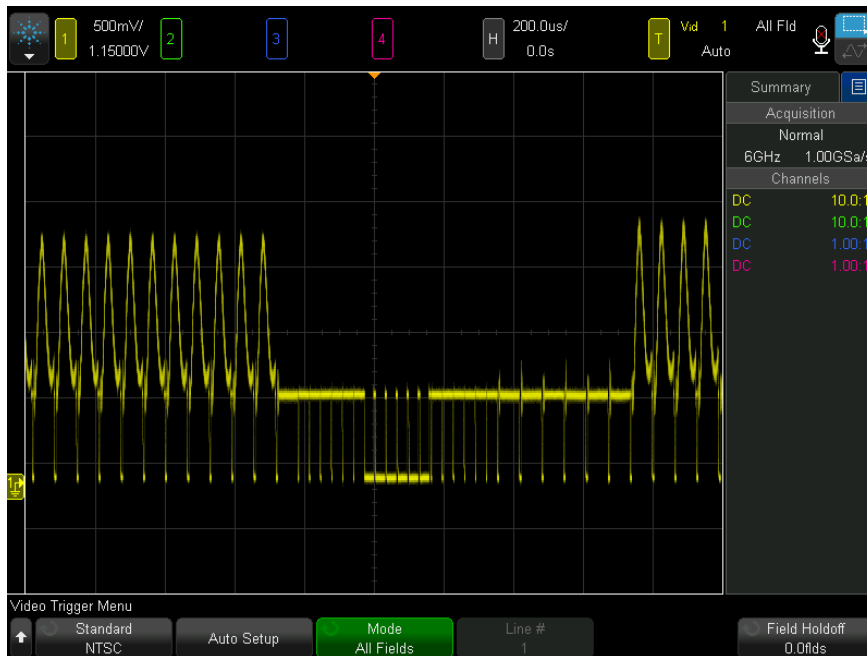 1 500mV/ 2 3 4 H 200.0us/ T Vid 1 All Fld
1.15000V 0.0s Auto
Summary
Acquisition
Normal
6GHz 1.00GSa/s
Channels
DC 10.0:1
DC 10.0:1
DC 1.00:1
DC 1.00:1
1
Video Trigger Menu
Standard
NTSC
Auto Setup
Mode
All Fields
Line #
1
Field Holdoff
0.0flds